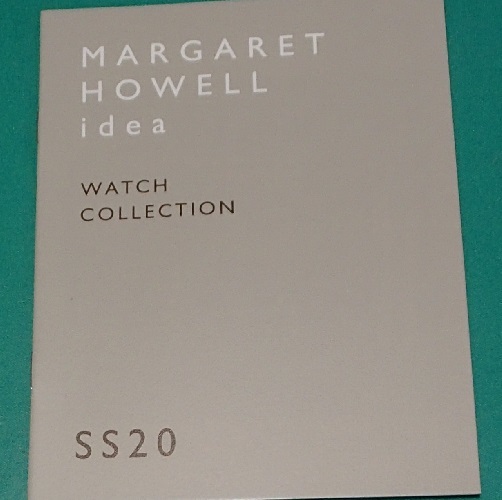 MARGARET
HOWELL
idea
WATCH
COLLECTION
SS20